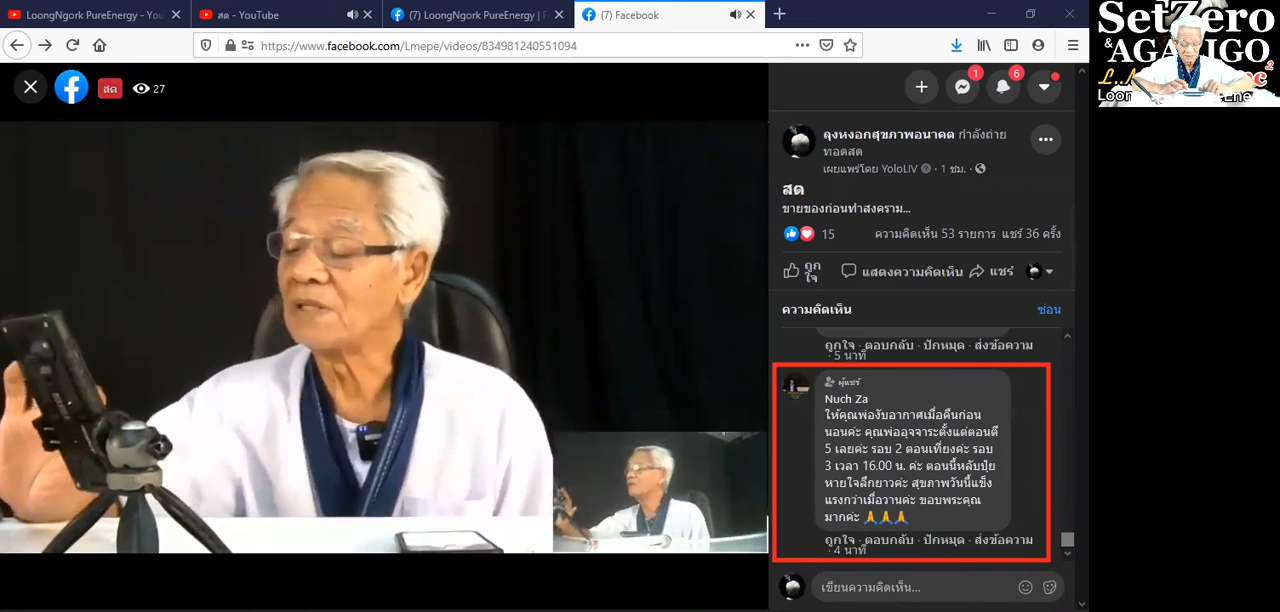 LoongNgork PureEnergy - You
สด - YouTube
(7) LoongNgork PureEnergy | F
(7) Facebook
https://www.facebook.com/Lmepe/videos/834981240551094
SetZero
&
AGALIGO
สด
27
1
6
ลุงหงอกสุขภาพอนาคต กำลังถ่าย
ทอดสด
เผยแพร่โดย YoloLIV · 1 ชม. ·
สด
ขายของก่อนทำสงคราม...
15
ความคิดเห็น 53 รายการ แชร์ 36 ครั้ง
ถูกใจ
แสดงความคิดเห็น
แชร์
ความคิดเห็น
ซ่อน
ถูกใจ · ตอบกลับ · ปักหมุด · ส่งข้อความ
· 5 นาที
ผู้แชร์
Nuch Za
ให้คุณพ่องับอากาศเมื่อคืนก่อน
นอนค่ะ คุณพ่ออุจจาระตั้งแต่ตอนตี
5 เลยค่ะ รอบ 2 ตอนเที่ยงค่ะ รอบ
3 เวลา 16.00 น. ค่ะ ตอนนี้หลับปุ๋ย
หายใจลึกยาวค่ะ สุขภาพวันนี้แข็ง
แรงกว่าเมื่อวานค่ะ ขอบพระคุณ
มากค่ะ 🙏🙏🙏
ถูกใจ · ตอบกลับ · ปักหมุด · ส่งข้อความ
· 4 นาที
เขียนความคิดเห็น...